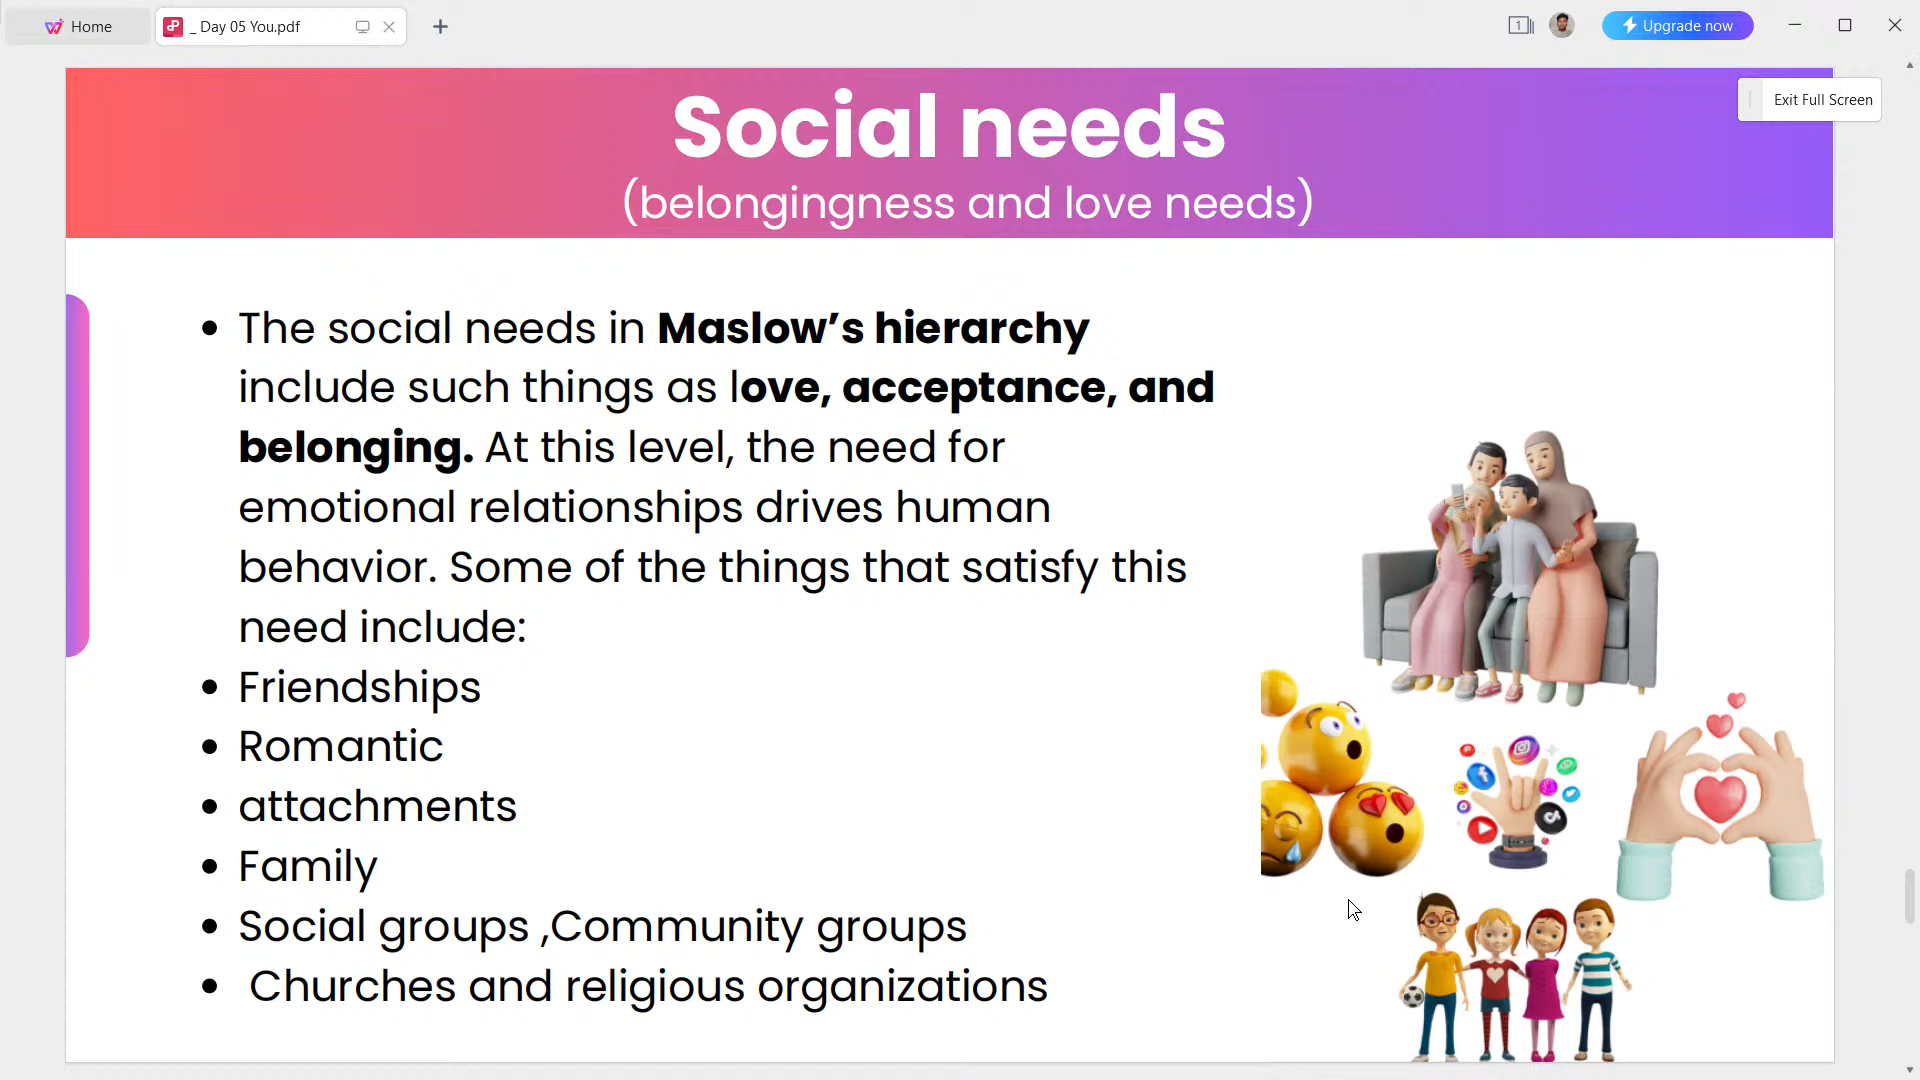 Home
_ Day 05 You.pdf
1
Upgrade now
Exit Full Screen
Social needs
(belongingness and love needs)
• The social needs in Maslow’s hierarchy
include such things as love, acceptance, and
belonging. At this level, the need for
emotional relationships drives human
behavior. Some of the things that satisfy this
need include:
• Friendships
• Romantic
• attachments
• Family
• Social groups ,Community groups
• Churches and religious organizations